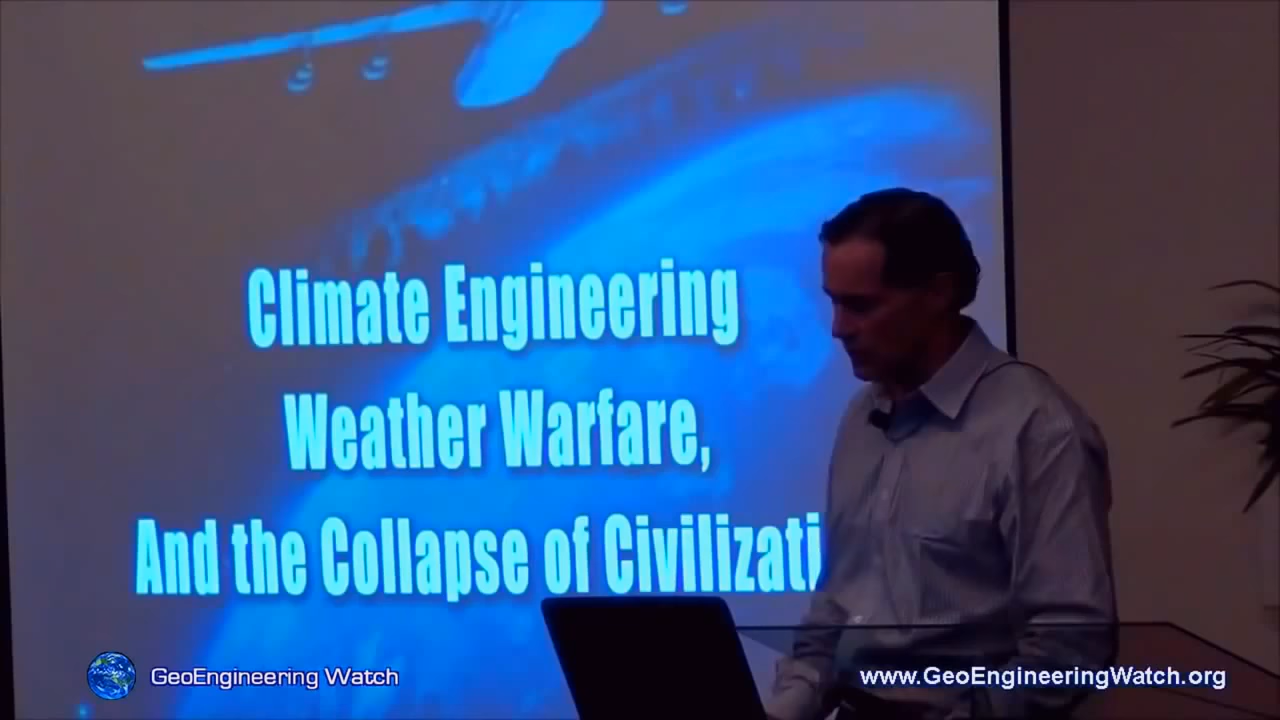 Climate Engineering
Weather Warfare,
And the Collapse of Civilizati
GeoEngineering Watch
www.GeoEngineeringWatch.org